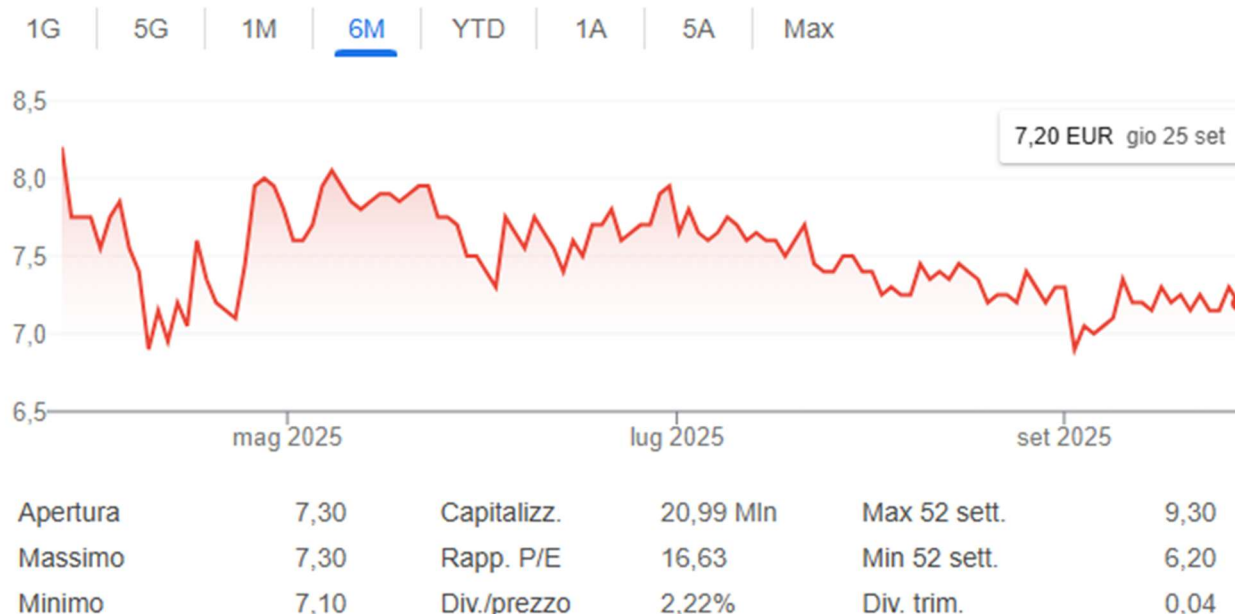 1G 5G 1M 6M YTD 1A 5A Max
8,5
7,20 EUR gio 25 set
8,0
7,5
7,0
6,5
mag 2025 lug 2025 set 2025
Apertura 7,30 Capitalizz. 20,99 Mln Max 52 sett. 9,30
Massimo 7,30 Rapp. P/E 16,63 Min 52 sett. 6,20
Minimo 7,10 Div./prezzo 2,22% Div. trim. 0,04